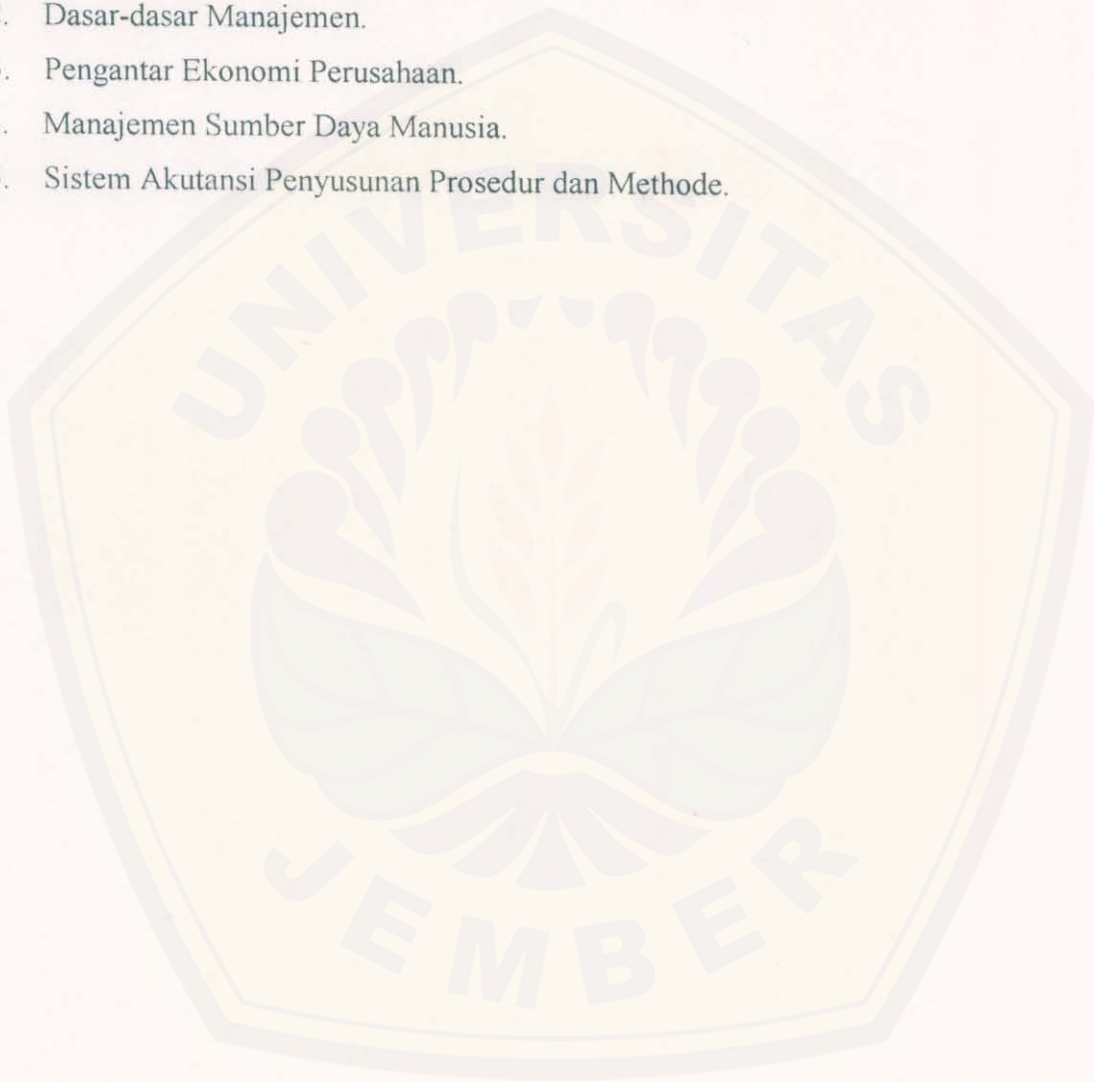 . Dasar-dasar Manajemen.
. Pengantar Ekonomi Perusahaan.
. Manajemen Sumber Daya Manusia.
. Sistem Akutansi Penyusunan Prosedur dan Methode.
UNIVERSITAS
JEMBER